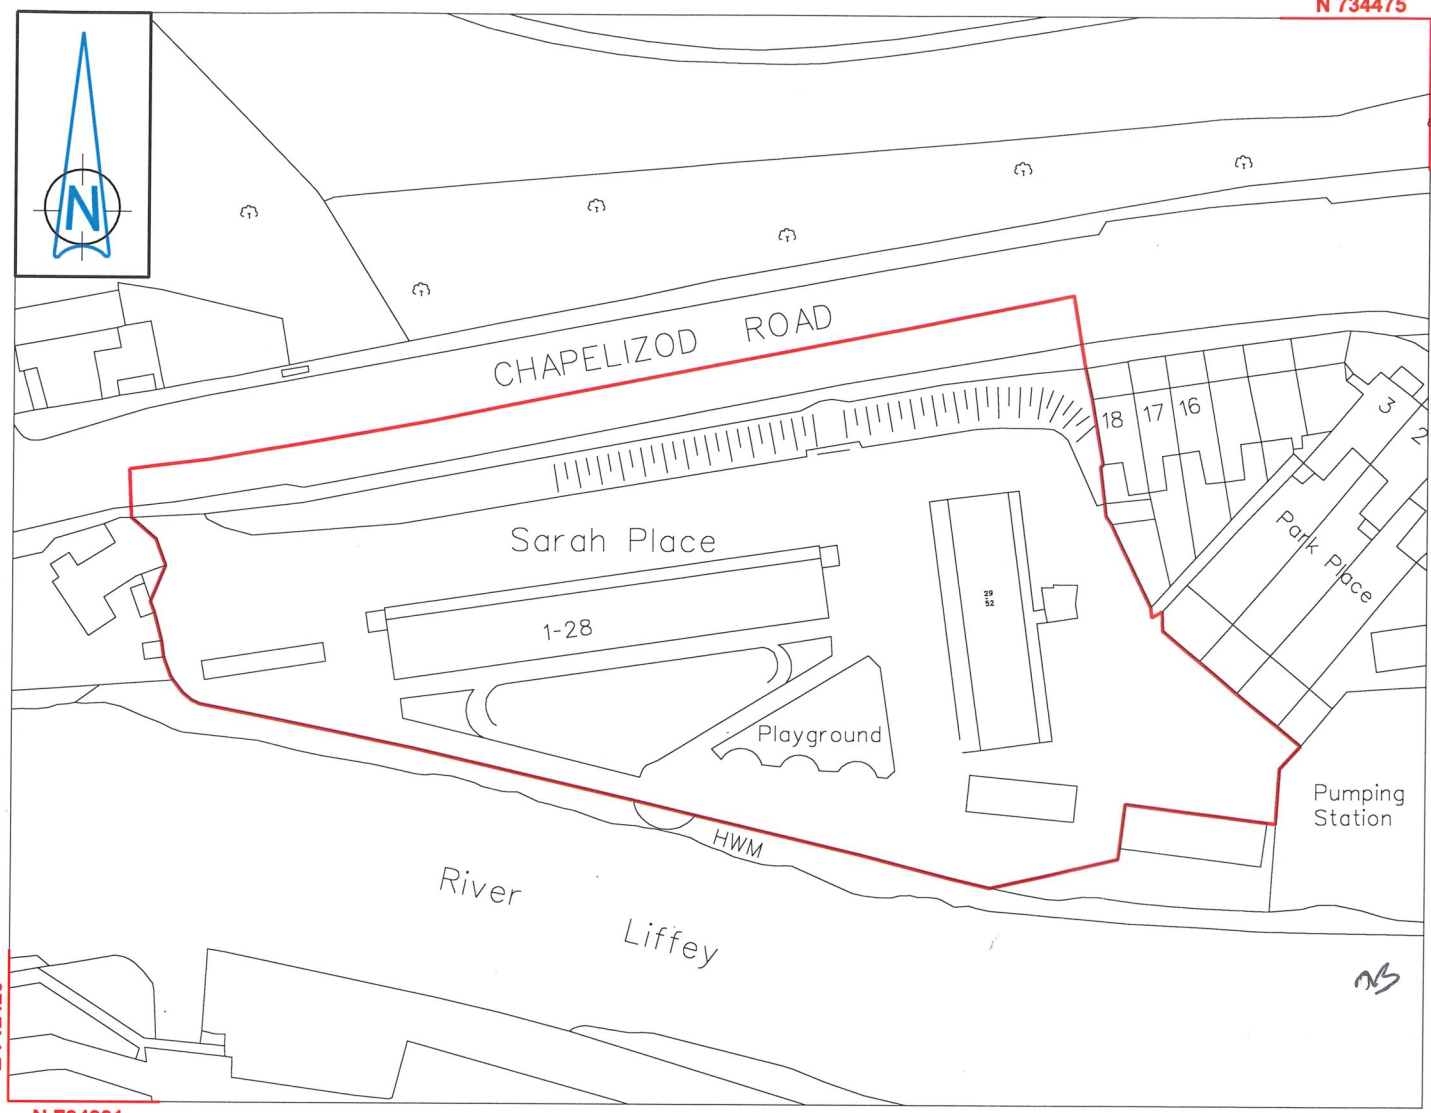 N 734475
N
CHAPELIZOD ROAD
18 17 16
3
2
Sarah Place
Park Place
29
52
1-28
Playground
Pumping
Station
HWM
River
Liffey